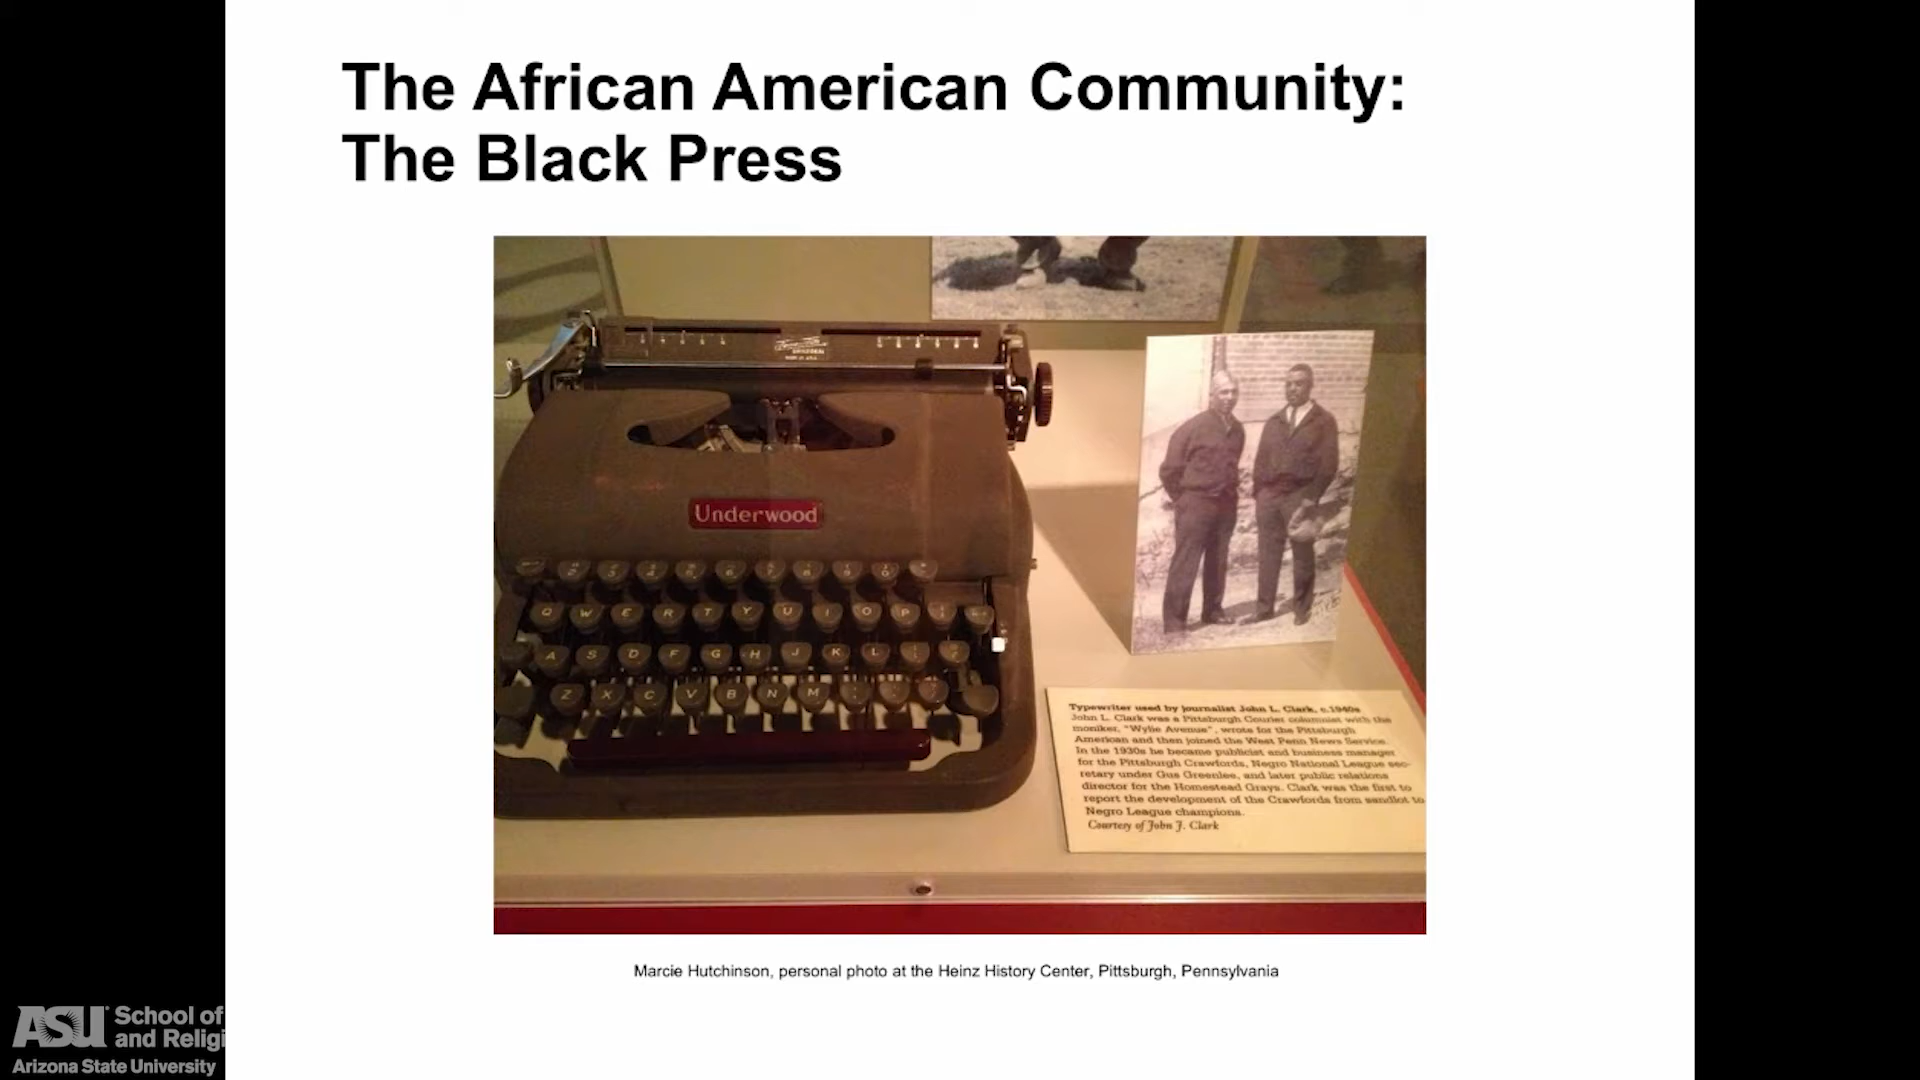 The African American Community:
The Black Press
Underwood
Q W E R T Y U I O P
A S D F G H J K L
Z X C V B N M
Typewriter used by journalist John L. Clark, c.1940s
John L. Clark was a Pittsburgh Courier columnist with the
moniker, "Wylie Avenue", wrote for the Pittsburgh
American and then joined the West Penn News Service.
In the 1930s he became publicist and business manager
for the Pittsburgh Crawfords, Negro National League sec-
retary under Gus Greenlee, and later public relations
director for the Homestead Grays. Clark was the first to
report the development of the Crawfords from sandlot to
Negro League champions.
Courtesy of John J. Clark
Marcie Hutchinson, personal photo at the Heinz History Center, Pittsburgh, Pennsylvania
ASU School of
and Religi
Arizona State University